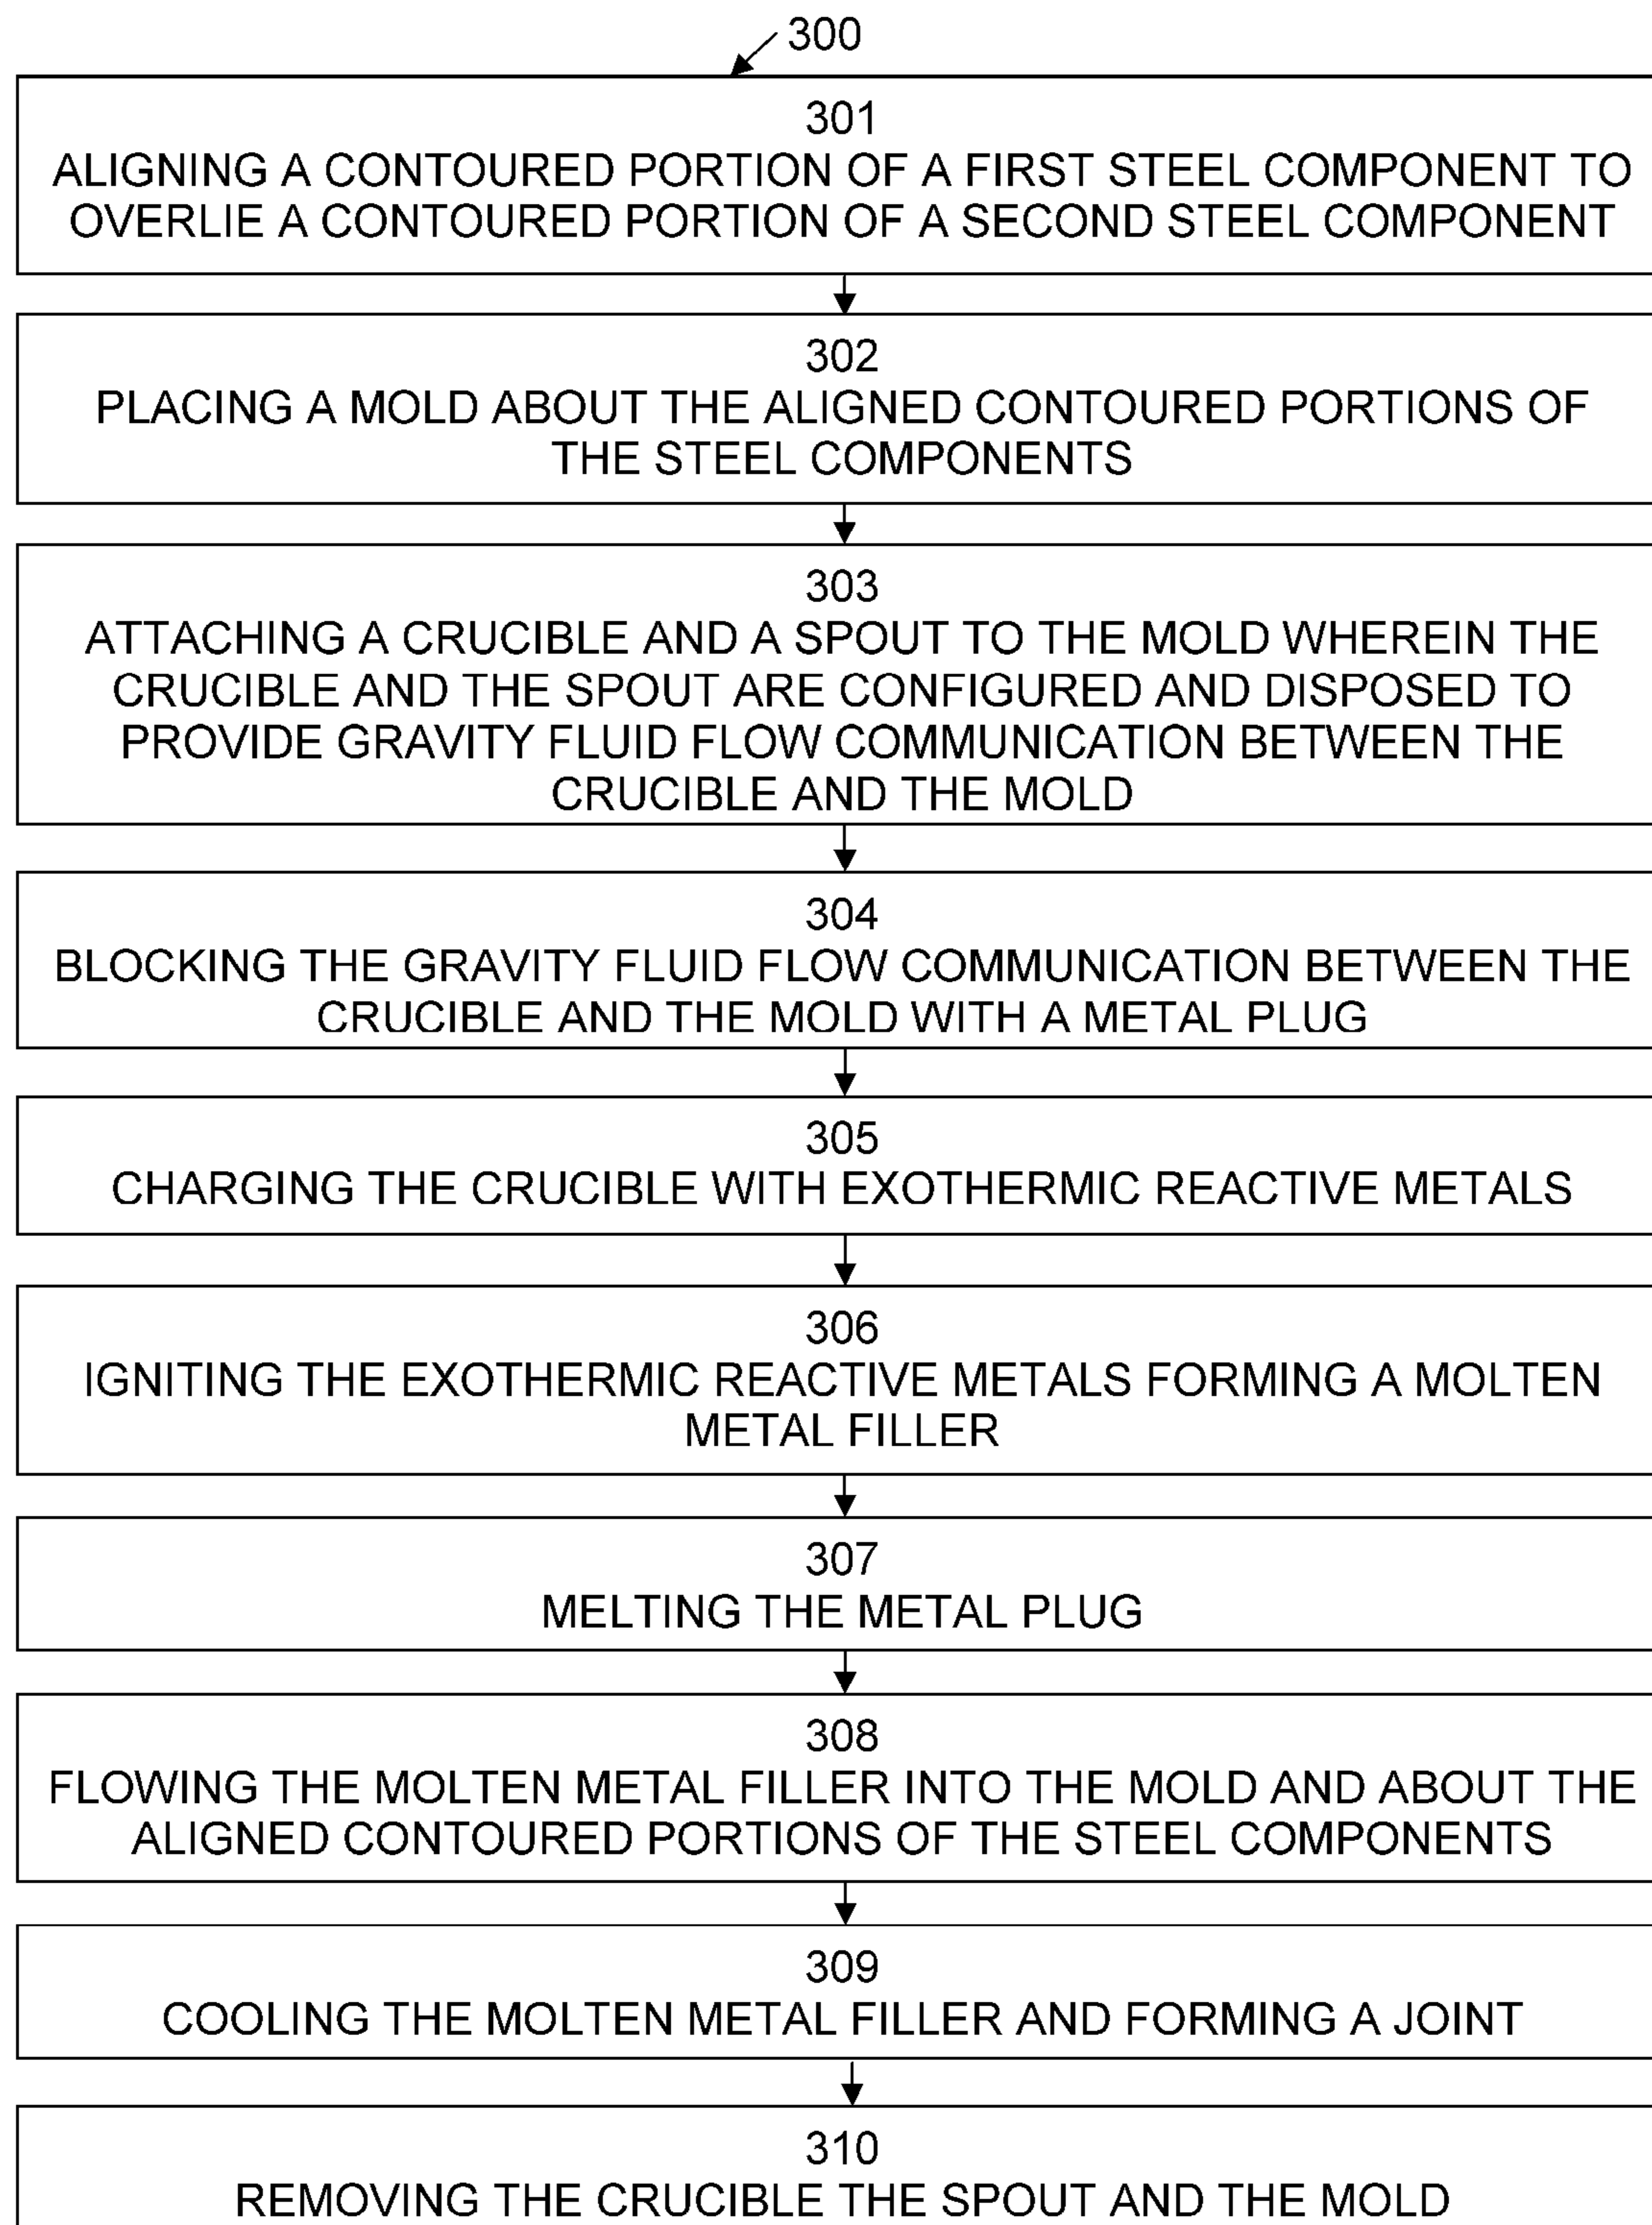 300
301
ALIGNING A CONTOURED PORTION OF A FIRST STEEL COMPONENT TO
OVERLIE A CONTOURED PORTION OF A SECOND STEEL COMPONENT
302
PLACING A MOLD ABOUT THE ALIGNED CONTOURED PORTIONS OF
THE STEEL COMPONENTS
303
ATTACHING A CRUCIBLE AND A SPOUT TO THE MOLD WHEREIN THE
CRUCIBLE AND THE SPOUT ARE CONFIGURED AND DISPOSED TO
PROVIDE GRAVITY FLUID FLOW COMMUNICATION BETWEEN THE
CRUCIBLE AND THE MOLD
304
BLOCKING THE GRAVITY FLUID FLOW COMMUNICATION BETWEEN THE
CRUCIBLE AND THE MOLD WITH A METAL PLUG
305
CHARGING THE CRUCIBLE WITH EXOTHERMIC REACTIVE METALS
306
IGNITING THE EXOTHERMIC REACTIVE METALS FORMING A MOLTEN
METAL FILLER
307
MELTING THE METAL PLUG
308
FLOWING THE MOLTEN METAL FILLER INTO THE MOLD AND ABOUT THE
ALIGNED CONTOURED PORTIONS OF THE STEEL COMPONENTS
309
COOLING THE MOLTEN METAL FILLER AND FORMING A JOINT
310
REMOVING THE CRUCIBLE THE SPOUT AND THE MOLD